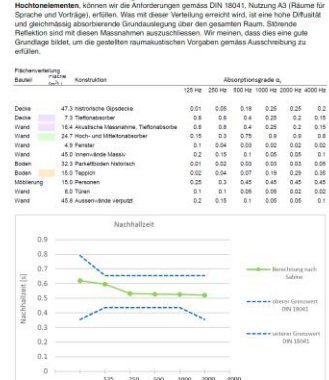 Hochtonelementen, können wir die Anforderungen gemäss DIN 18041, Nutzung A3 (Räume für
Sprache und Vorträge), erfüllen. Was mit dieser Verteilung erreicht wird, ist eine hohe Diffusität
und gleichmässig absorbierende Grundauslegung über den gesamten Raum. Störende
Reflektion sind mit diesen Massnahmen auszuschliessen. Wir meinen, dass dies eine gute
Grundlage bildet, um die gestellten raumakustischen Vorgaben gemäss Ausschreibung zu
erfüllen.
Flächenverteilung
Bauteil Fläche Konstruktion Absorptionsgrade
125 Hz 250 Hz 500 Hz 1000 Hz 2000 Hz 4000 Hz
Decke 47.3 historische Gipsdecke 0.01 0.05 0.18 0.25 0.25 0.2
Decke 7.3 Tieftonabsorber 0.8 0.8 0.4 0.25 0.2 0.15
Wand 15.4 Akustische Massnahme, Tieftonabsorbe 0.8 0.8 0.4 0.25 0.2 0.15
Wand 24.7 Hoch- und Mitteltonabsorber 0.15 0.3 0.75 0.9 0.9 0.8
Wand 4.9 Fenster 0.1 0.04 0.03 0.02 0.02 0.02
Wand 45.0 Innenwände Massiv 0.2 0.15 0.1 0.05 0.05 0.1
Boden 32.3 Parkettboden historisch 0.01 0.02 0.03 0.03 0.03 0.05
Boden 15.0 Teppich 0.02 0.04 0.07 0.19 0.29 0.35
Möblierung 15.0 Personen 0.25 0.3 0.45 0.45 0.45 0.45
Wand 8.0 Türen 0.1 0.1 0.05 0.05 0.02 0.02
Wand 45.8 Aussenwände verputzt 0.2 0.15 0.1 0.05 0.05 0.1
Nachhallzeit
Nachhallzeit [s]
0.9
0.8
0.7
0.6
0.5
0.4
0.3
0.2
0.1
0
125 250 500 1000 2000 4000
Berechnung nach
Sabine
oberer Grenzwert
DIN 18041
unterer Grenzwert
DIN 18041